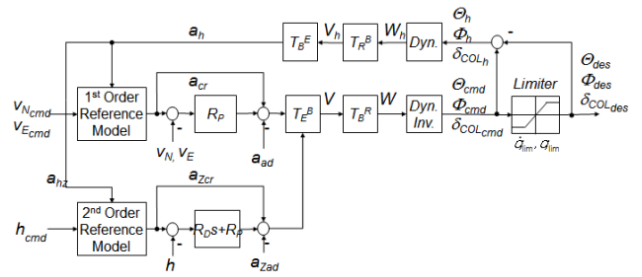 a_h
T_B^E
V_h
T_R^B
W_h
Dyn.
Θ_h
Φ_h
δ_COL_h
-
Θ_des
Φ_des
δ_COL_des
v_N_cmd
v_E_cmd
1st Order
Reference
Model
a_cr
R_P
-
v_N, v_E
-
a_ad
T_E^B
V
T_B^R
W
Dyn.
Inv.
Θ_cmd
Φ_cmd
δ_COL_cmd
Limiter
q̇_lim, q_lim
a_hz
h_cmd
2nd Order
Reference
Model
a_Zcr
R_D s+R_P
-
h
-
a_Zad